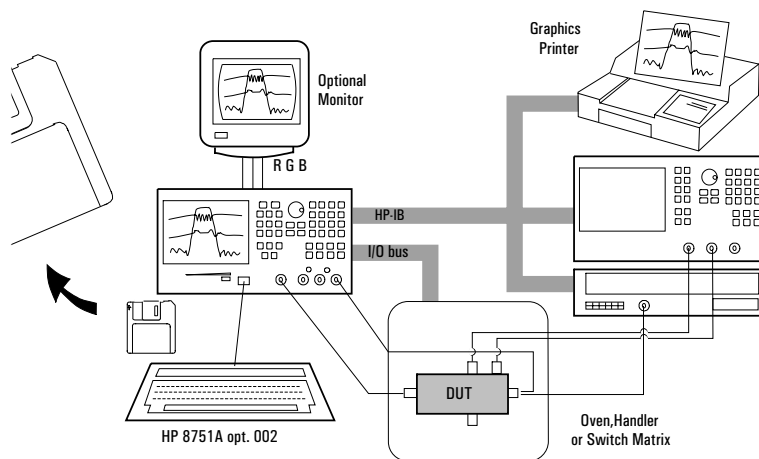 Graphics
Printer
Optional
Monitor
R G B
HP-IB
I/O bus
DUT
Oven,Handler
or Switch Matrix
HP 8751A opt. 002